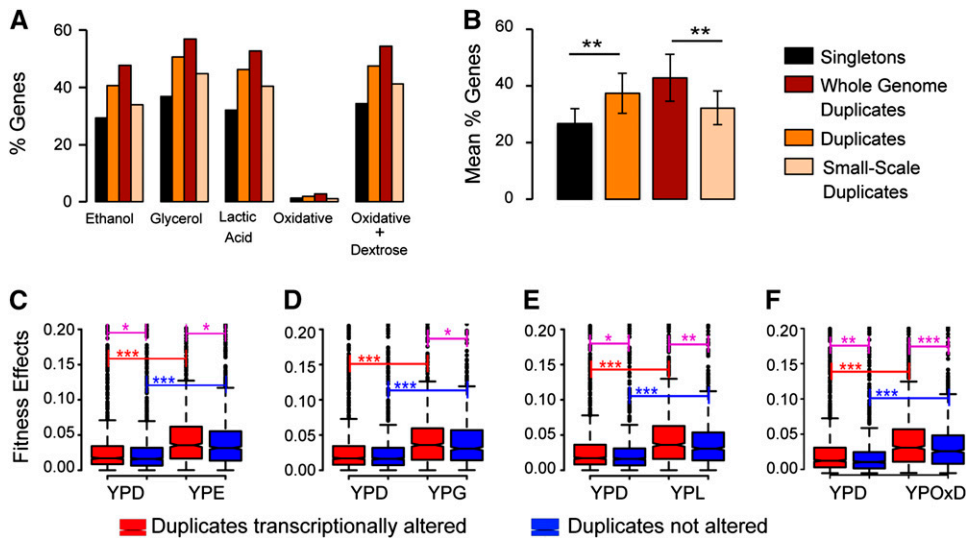 A
% Genes
60
40
20
0
Ethanol
Glycerol
Lactic
Acid
Oxidative
Oxidative
+
Dextrose
B
Mean % Genes
60
40
20
0
**
**
Singletons
Whole Genome
Duplicates
Duplicates
Small-Scale
Duplicates
C
Fitness Effects
0.20
0.15
0.10
0.05
0.00
*
*
***
***
YPD
YPE
D
0.20
0.15
0.10
0.05
0.00
*
***
***
YPD
YPG
E
0.20
0.15
0.10
0.05
0.00
*
**
***
***
YPD
YPL
F
0.20
0.15
0.10
0.05
0.00
**
***
***
***
YPD
YPOxD
Duplicates transcriptionally altered
Duplicates not altered